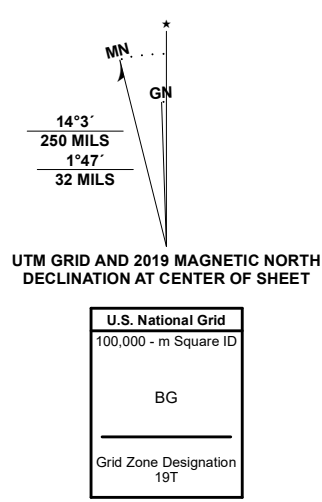 ★
MN
GN
14°3´
250 MILS
1°47´
32 MILS
UTM GRID AND 2019 MAGNETIC NORTH
DECLINATION AT CENTER OF SHEET
U.S. National Grid
100,000 - m Square ID
BG
Grid Zone Designation
19T